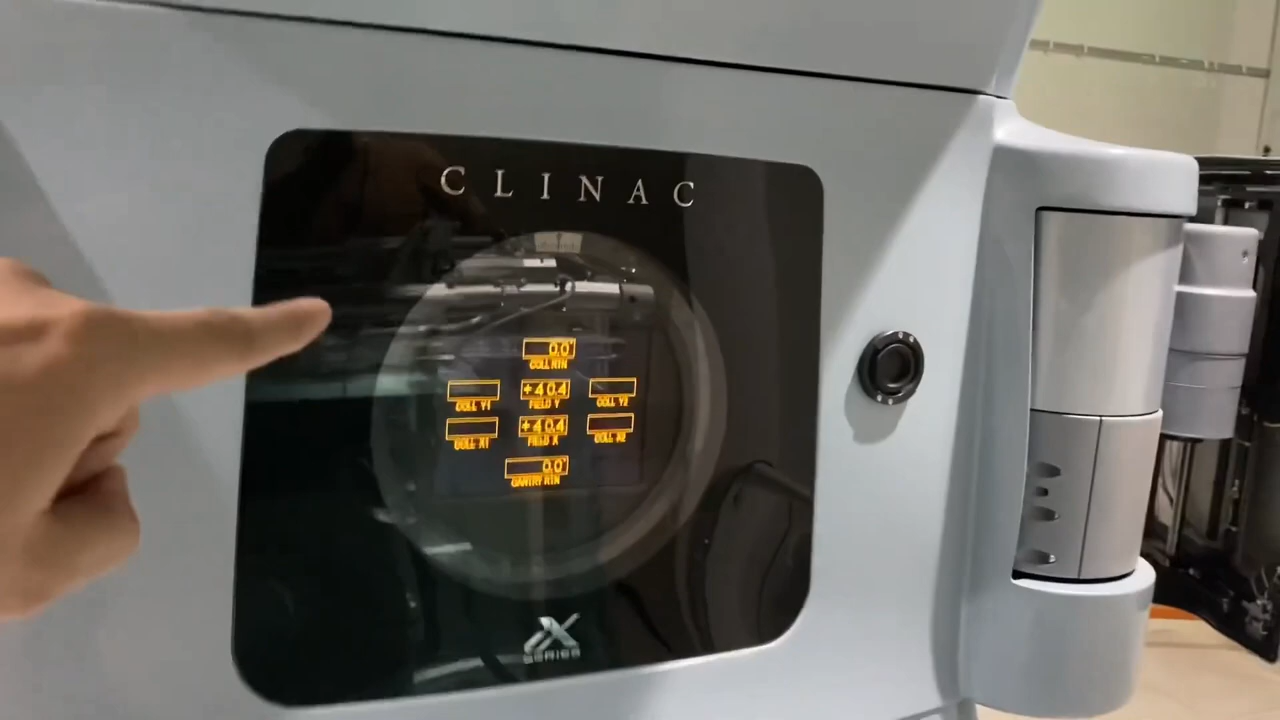 CLINAC
0.0°
COLL RTN
+40.4
COLL Y1 FIELD Y COLL Y2
+40.4
COLL X1 FIELD X COLL X2
0.0°
GANTRY RTN
iX
SERIES